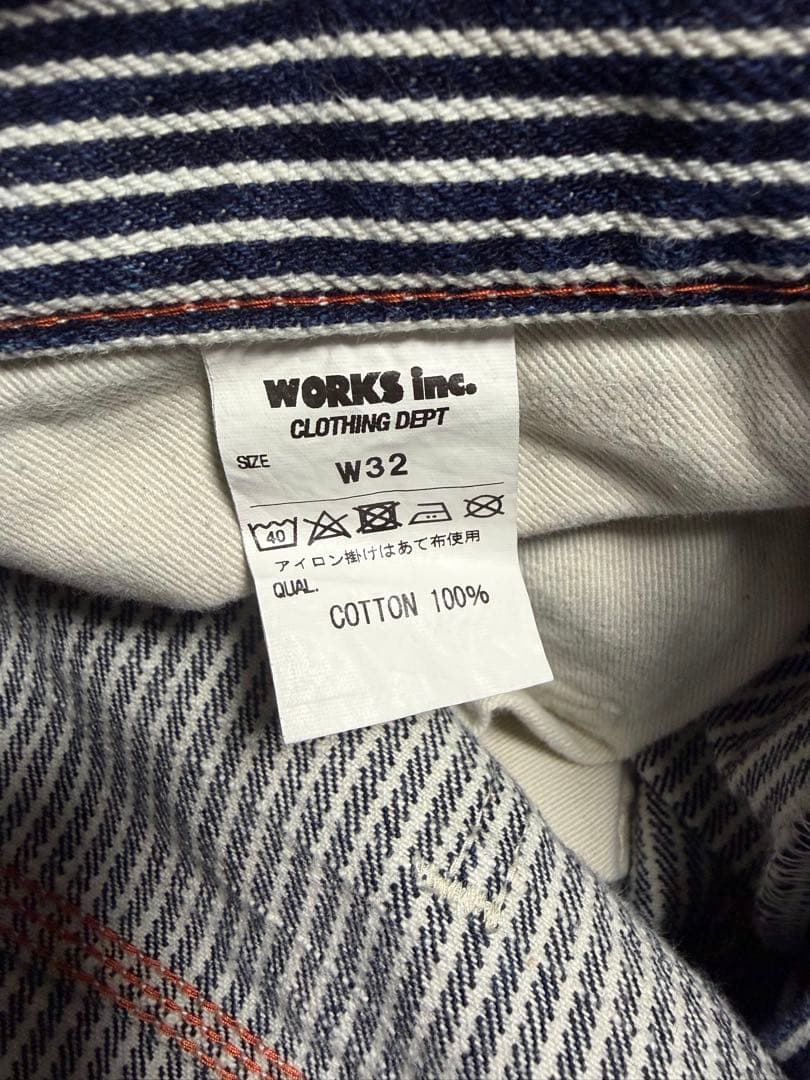 WORKS inc.
CLOTHING DEPT
SIZE
W32
40
アイロン掛けはあて布使用
QUAL.
COTTON 100%